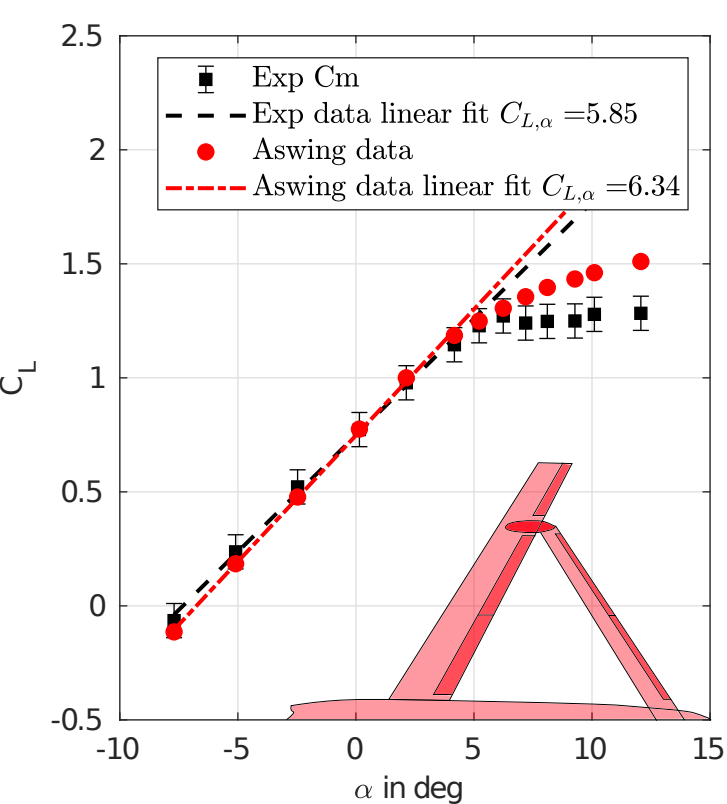 2.5
2
1.5
1
0.5
0
-0.5
C_L
Exp Cm
Exp data linear fit C_{L,α} =5.85
Aswing data
Aswing data linear fit C_{L,α} =6.34
-10 -5 0 5 10 15
α in deg